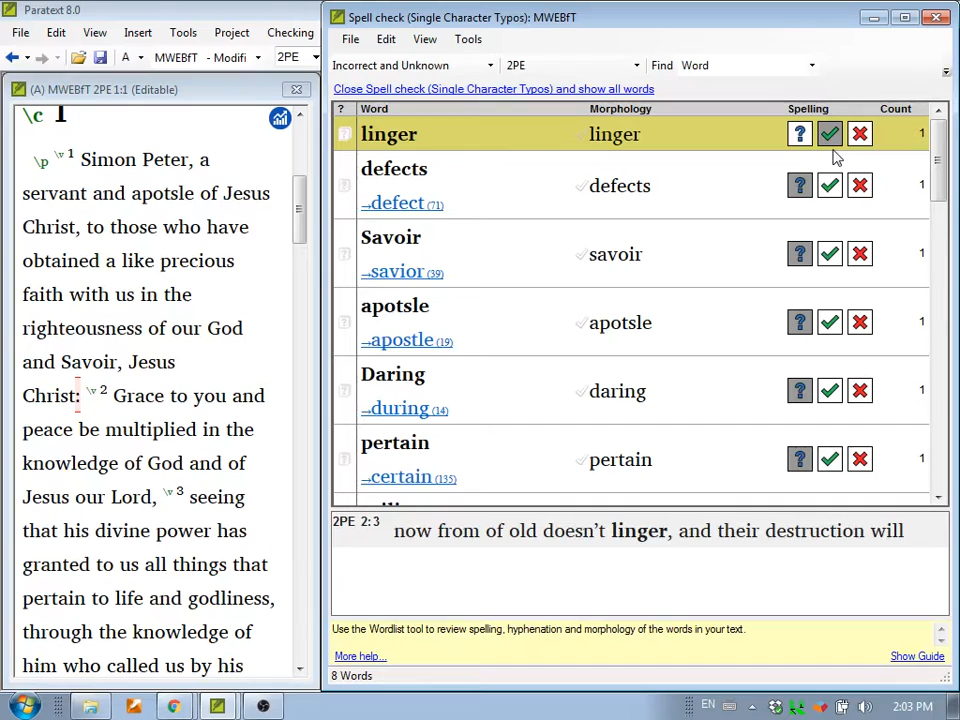 Paratext 8.0
File Edit View Insert Tools Project Checking
A MWEBfT - Modifi 2PE
(A) MWEBfT 2PE 1:1 (Editable)
\c 1
\p \v 1 Simon Peter, a
servant and apotsle of Jesus
Christ, to those who have
obtained a like precious
faith with us in the
righteousness of our God
and Savoir, Jesus
Christ: \v 2 Grace to you and
peace be multiplied in the
knowledge of God and of
Jesus our Lord, \v 3 seeing
that his divine power has
granted to us all things that
pertain to life and godliness,
through the knowledge of
him who called us by his
Spell check (Single Character Typos): MWEBfT
File Edit View Tools
Incorrect and Unknown 2PE Find Word
Close Spell check (Single Character Typos) and show all words
? Word Morphology Spelling Count
linger linger ? 1
defects defects ? 1
→defect (71)
Savoir savoir ? 1
→savior (39)
apotsle apotsle ? 1
→apostle (19)
Daring daring ? 1
→during (14)
pertain pertain ? 1
→certain (135)
2PE 2:3 now from of old doesn’t linger, and their destruction will
Use the Wordlist tool to review spelling, hyphenation and morphology of the words in your text.
More help... Show Guide
8 Words
EN 2:03 PM